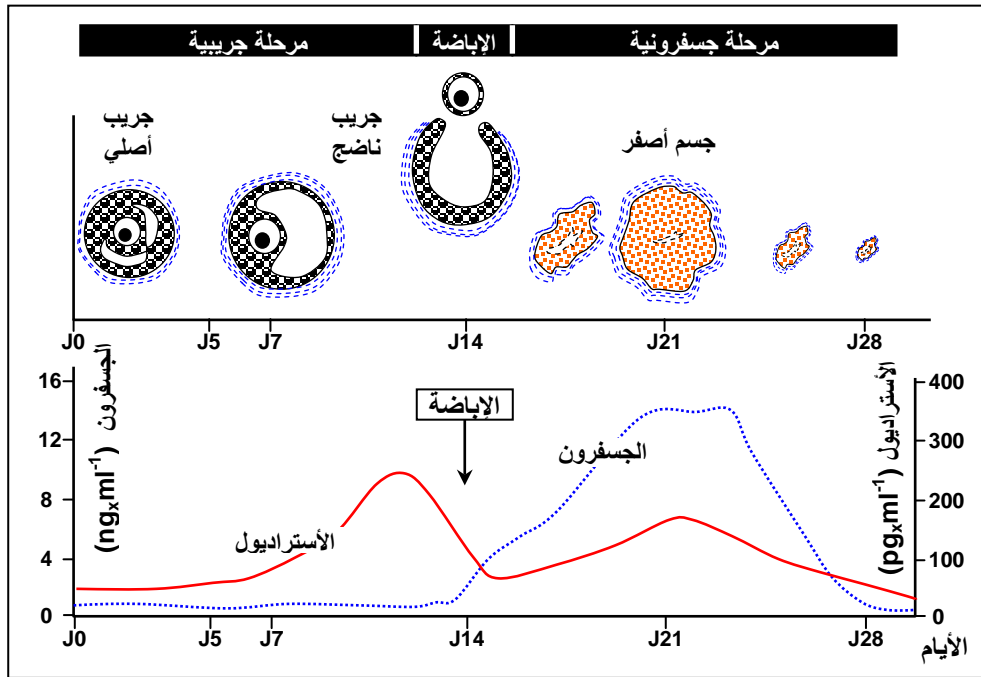 مرحلة جريبية
الإباضة
مرحلة جسفرونية
جريب
أصلي
جريب
ناضج
جسم أصفر
J0 J5 J7 J14 J21 J28
الجسفرون (ng×ml⁻¹)
16
12
8
4
0
الإباضة
الجسفرون
الأستراديول
الأستراديول (pg×ml⁻¹)
400
300
200
100
0
J0 J5 J7 J14 J21 J28
الأيام